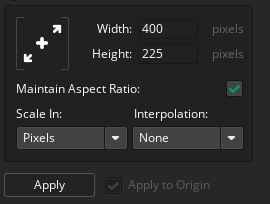 Width: 400 pixels
Height: 225 pixels
Maintain Aspect Ratio:
Scale In: Interpolation:
Pixels None
Apply Apply to Origin